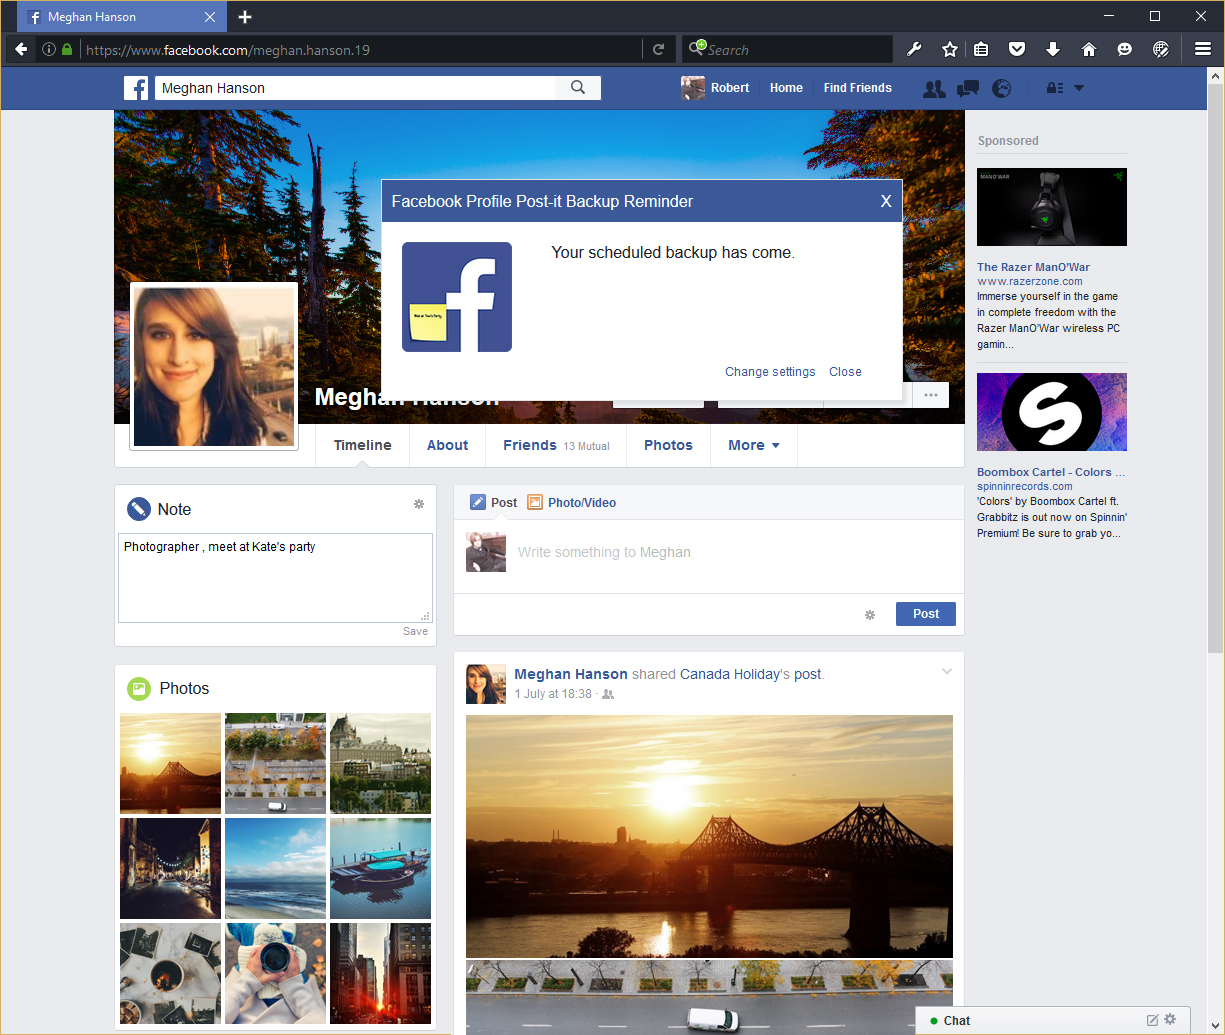 Meghan Hanson
https://www.facebook.com/meghan.hanson.19
Search
Meghan Hanson
Robert
Home
Find Friends
Sponsored
MAN O'WAR
Facebook Profile Post-it Backup Reminder
X
Your scheduled backup has come.
Change settings
Close
The Razer ManO'War
www.razerzone.com
Immerse yourself in the game
in complete freedom with the
Razer ManO'War wireless PC
gamin...
Meghan Hanson
Timeline
About
Friends 13 Mutual
Photos
More
Boombox Cartel - Colors ...
spinninrecords.com
'Colors' by Boombox Cartel ft.
Grabbitz is out now on Spinnin'
Premium! Be sure to grab yo...
Note
Photographer , meet at Kate's party
Save
Post
Photo/Video
Write something to Meghan
Post
Photos
Meghan Hanson shared Canada Holiday's post.
1 July at 18:38
Chat